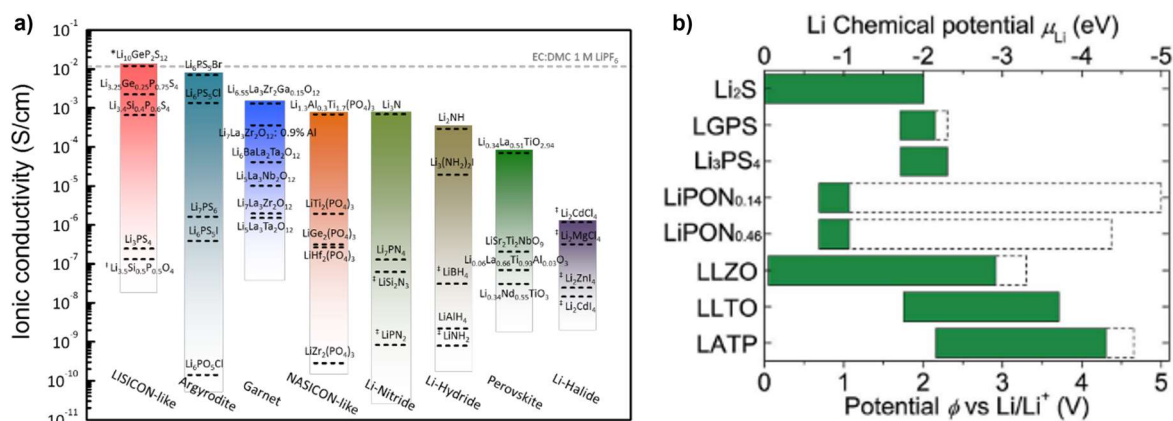 a)
Ionic conductivity (S/cm)
10⁻¹
10⁻²
10⁻³
10⁻⁴
10⁻⁵
10⁻⁶
10⁻⁷
10⁻⁸
10⁻⁹
10⁻¹⁰
10⁻¹¹
EC:DMC 1 M LiPF₆
*Li₁₀GeP₂S₁₂
Li₃.₂₅Ge₀.₂₅P₀.₇₅S₄
Li₃.₄Si₀.₄P₀.₆S₄
Li₃PS₄
Li₃.₅Si₀.₅P₀.₅O₄
LISICON-like
Li₆PS₅Br
Li₆PS₅Cl
Li₇PS₆
Li₆PS₅I
Li₆PO₅Cl
Argyrodite
Li₆.₅₅La₃Zr₂Ga₀.₁₅O₁₂
Li₇La₃Zr₂O₁₂: 0.9% Al
Li₆BaLa₂Ta₂O₁₂
Li₅La₃Nb₂O₁₂
Li₇La₃Zr₂O₁₂
Li₅La₃Ta₂O₁₂
Garnet
Li₁.₃Al₀.₃Ti₁.₇(PO₄)₃
LiTi₂(PO₄)₃
LiGe₂(PO₄)₃
LiHf₂(PO₄)₃
LiZr₂(PO₄)₃
NASICON-like
Li₃N
Li₇PN₄
‡LiSi₂N₃
‡LiPN₂
Li-Nitride
Li₂NH
Li₃(NH₂)₂I
‡LiBH₄
LiAlH₄
‡LiNH₂
Li-Hydride
Li₀.₃₄La₀.₅₁TiO₂.₉₄
LiSr₂Ti₂NbO₉
Li₀.₀₆La₀.₆₆Ti₀.₉₃Al₀.₀₃O₃
Li₀.₃₄Nd₀.₅₅TiO₃
Perovskite
‡Li₂CdCl₄
‡Li₂MgCl₄
‡Li₂ZnI₄
‡Li₂CdI₄
Li-Halide
b)
Li Chemical potential μLi (eV)
0 -1 -2 -3 -4 -5
Li₂S
LGPS
Li₃PS₄
LiPON₀.₁₄
LiPON₀.₄₆
LLZO
LLTO
LATP
0 1 2 3 4 5
Potential ϕ vs Li/Li⁺ (V)